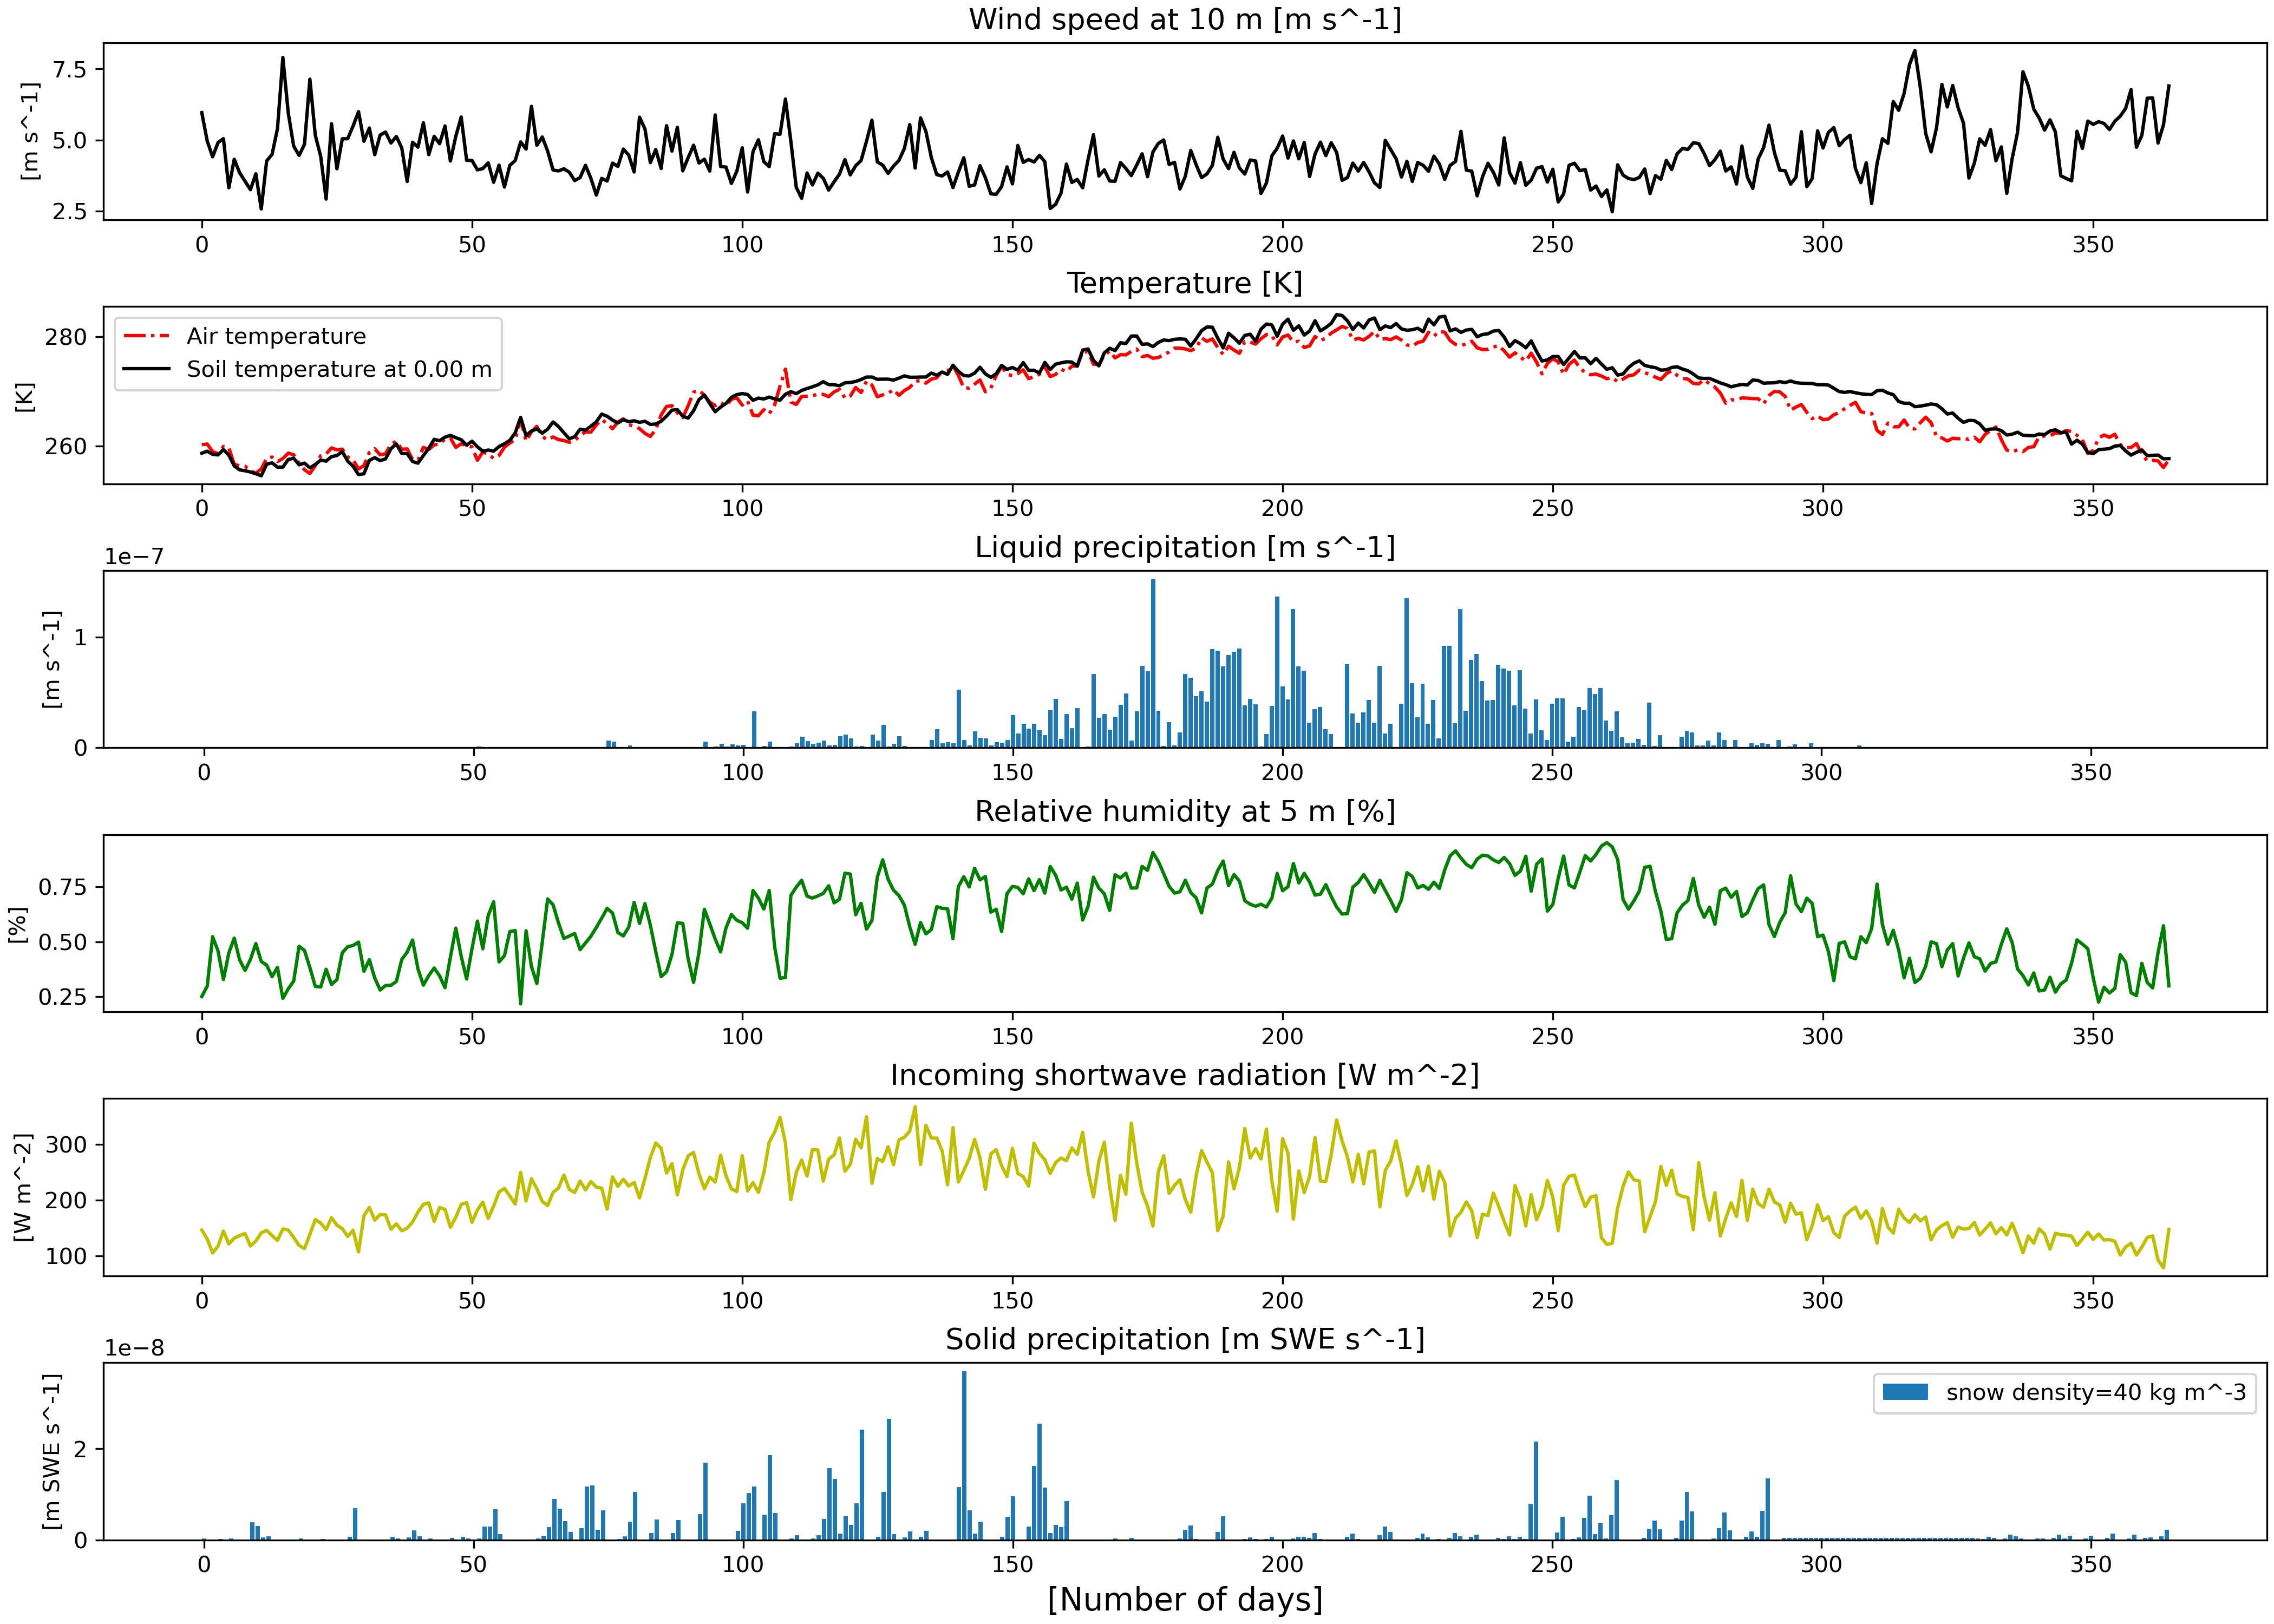 Wind speed at 10 m [m s^-1]
[m s^-1]
7.5
5.0
2.5
0 50 100 150 200 250 300 350
Temperature [K]
[K]
280
260
Air temperature
Soil temperature at 0.00 m
0 50 100 150 200 250 300 350
Liquid precipitation [m s^-1]
1e−7
[m s^-1]
1
0
0 50 100 150 200 250 300 350
Relative humidity at 5 m [%]
[%]
0.75
0.50
0.25
0 50 100 150 200 250 300 350
Incoming shortwave radiation [W m^-2]
[W m^-2]
300
200
100
0 50 100 150 200 250 300 350
Solid precipitation [m SWE s^-1]
1e−8
[m SWE s^-1]
2
0
snow density=40 kg m^-3
0 50 100 150 200 250 300 350
[Number of days]